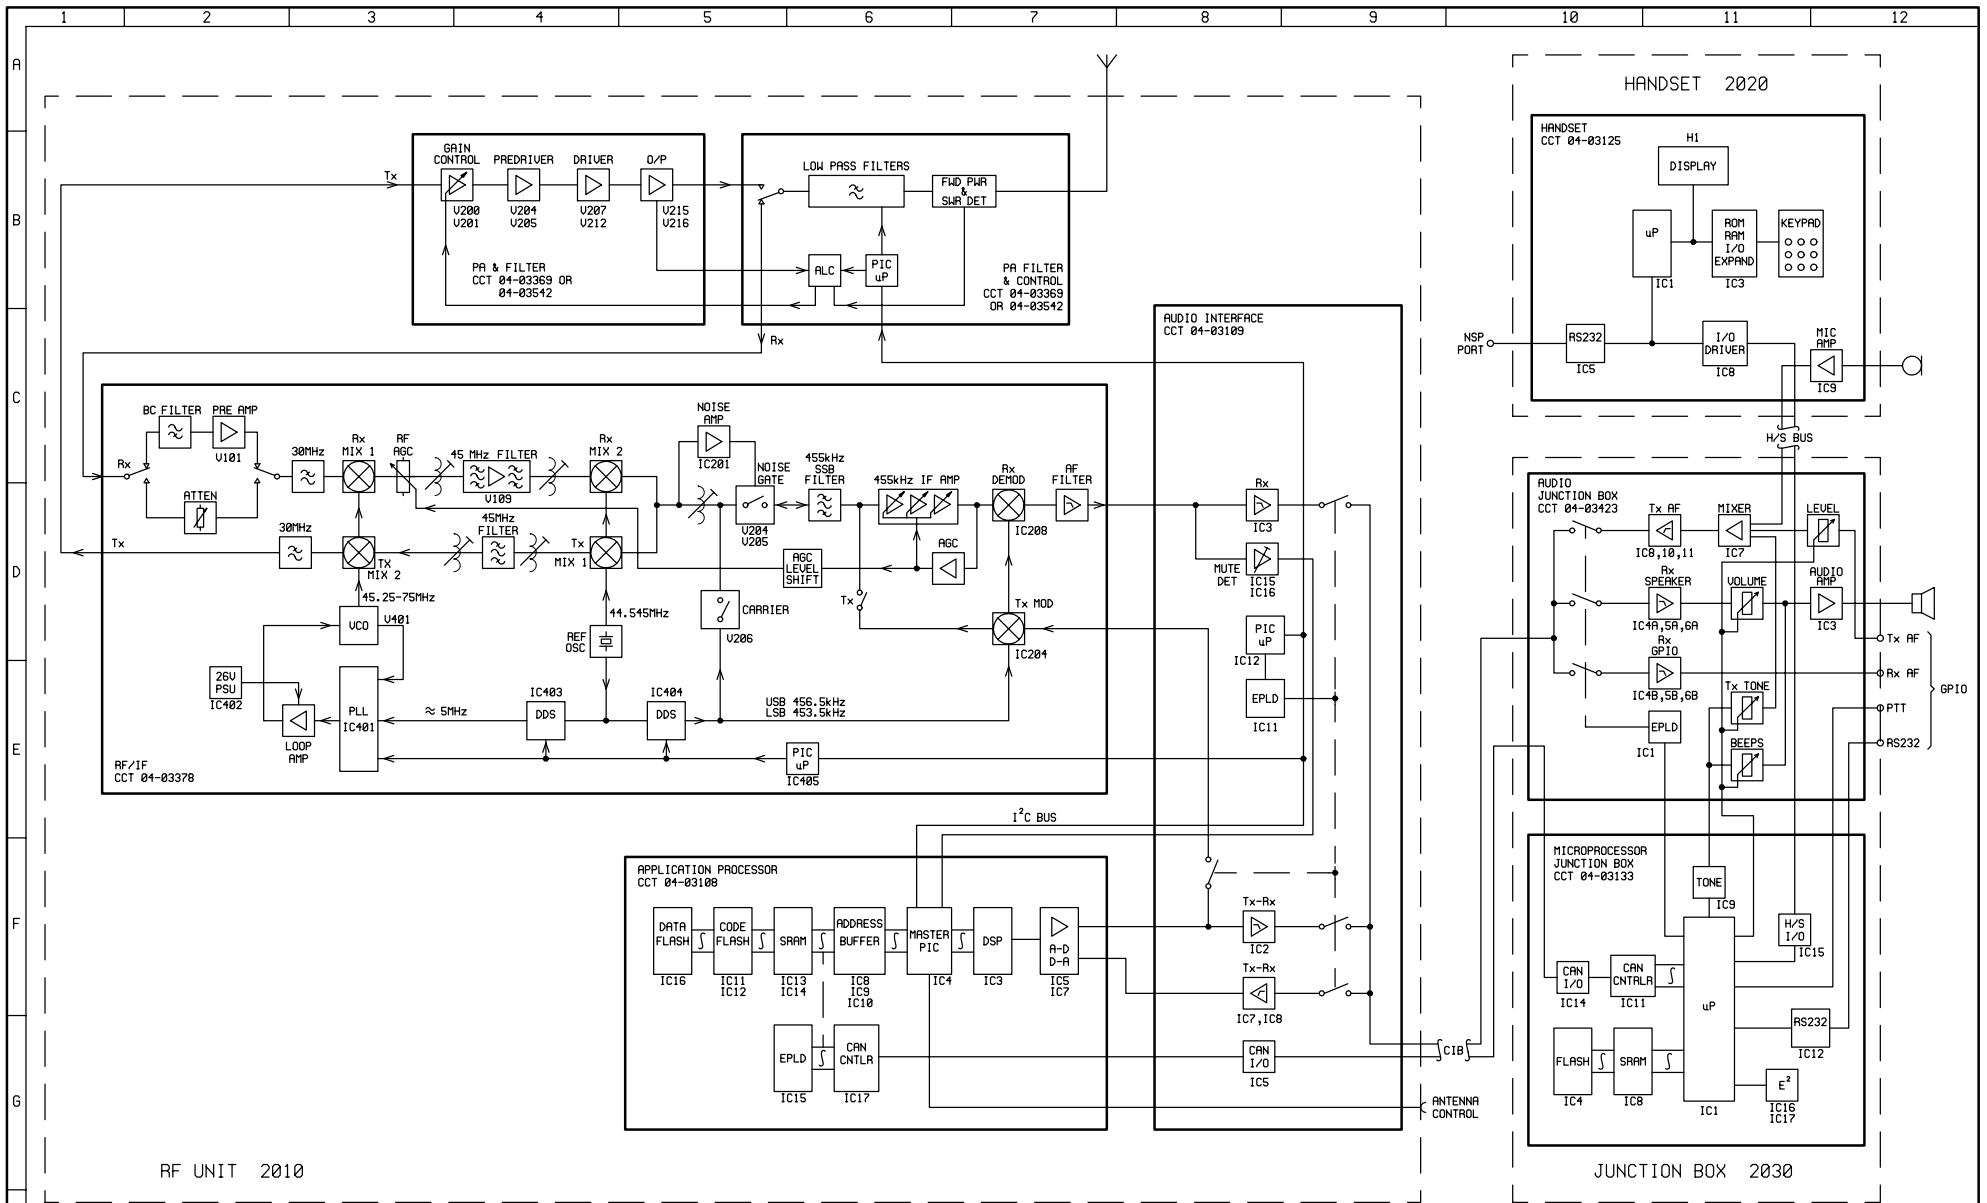 1 2 3 4 5 6 7 8 9 10 11 12
A
B
C
D
E
F
G
HANDSET 2020
HANDSET
CCT 04-03125
H1
DISPLAY
uP
IC1
ROM
RAM
I/O
EXPAND
IC3
KEYPAD
NSP
PORT
RS232
IC5
I/O
DRIVER
IC8
MIC
AMP
IC9
H/S BUS
Tx
GAIN
CONTROL
V200
V201
PREDRIVER
V204
V205
DRIVER
V207
V212
O/P
V215
V216
PA & FILTER
CCT 04-03369 OR
04-03542
LOW PASS FILTERS
FWD PWR
&
SWR DET
ALC
PIC
uP
PA FILTER
& CONTROL
CCT 04-03369
OR 04-03542
Rx
Rx
BC FILTER
PRE AMP
V101
ATTEN
30MHz
Rx
MIX 1
RF
AGC
45 MHz FILTER
V109
Rx
MIX 2
NOISE
AMP
IC201
NOISE
GATE
V204
V205
455kHz
SSB
FILTER
455kHz IF AMP
Rx
DEMOD
IC208
AF
FILTER
Tx
30MHz
TX
MIX 2
45MHz
FILTER
Tx
MIX 1
AGC
LEVEL
SHIFT
AGC
45.25-75MHz
VCO
V401
44.545MHz
REF
OSC
CARRIER
V206
Tx
Tx MOD
IC204
26V
PSU
IC402
LOOP
AMP
PLL
IC401
≈ 5MHz
IC403
DDS
IC404
DDS
USB 456.5kHz
LSB 453.5kHz
PIC
uP
IC405
RF/IF
CCT 04-03378
AUDIO INTERFACE
CCT 04-03109
Rx
IC3
MUTE
DET
IC15
IC16
PIC
uP
IC12
EPLD
IC11
I²C BUS
Tx-Rx
IC2
Tx-Rx
IC7,IC8
CAN
I/O
IC5
APPLICATION PROCESSOR
CCT 04-03108
DATA
FLASH
IC16
CODE
FLASH
IC11
IC12
SRAM
IC13
IC14
ADDRESS
BUFFER
IC8
IC9
IC10
MASTER
PIC
IC4
DSP
IC3
A-D
D-A
IC5
IC7
EPLD
IC15
CAN
CNTLR
IC17
CIB
ANTENNA
CONTROL
RF UNIT 2010
AUDIO
JUNCTION BOX
CCT 04-03423
Tx AF
IC8,10,11
MIXER
IC7
LEVEL
Rx
SPEAKER
IC4A,5A,6A
VOLUME
AUDIO
AMP
IC3
Rx
GPIO
IC4B,5B,6B
Tx TONE
EPLD
IC1
BEEPS
Tx AF
Rx AF
PTT
RS232
GPIO
MICROPROCESSOR
JUNCTION BOX
CCT 04-03133
TONE
IC9
H/S
I/O
IC15
CAN
I/O
IC14
CAN
CNTRLR
IC11
uP
IC1
RS232
IC12
FLASH
IC4
SRAM
IC8
E²
IC16
IC17
JUNCTION BOX 2030